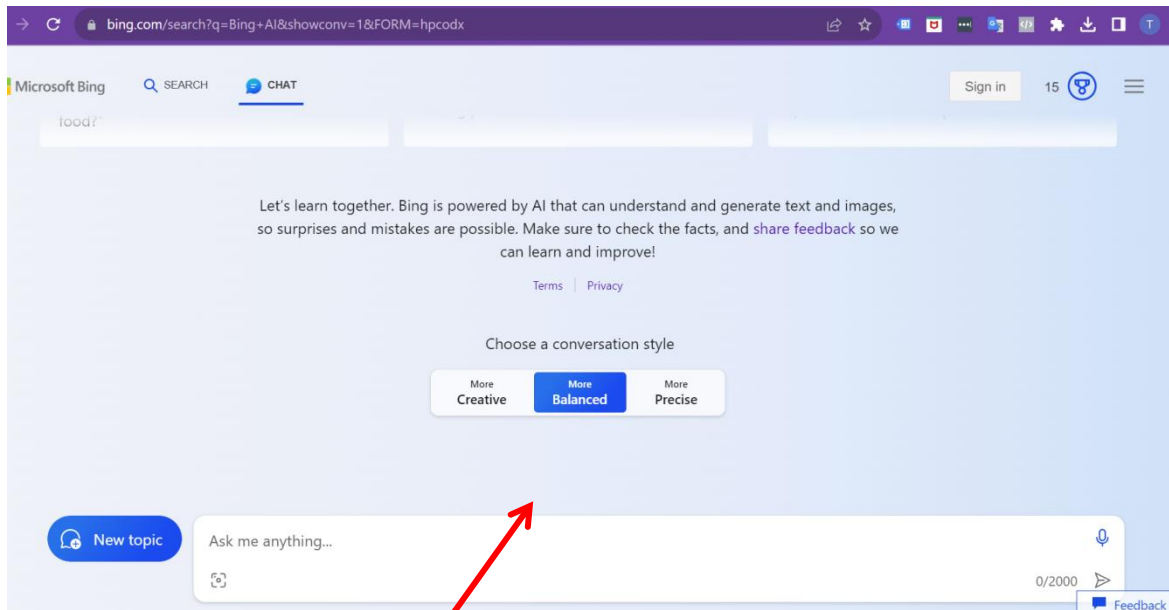 bing.com/search?q=Bing+AI&showconv=1&FORM=hpcodx
T
Microsoft Bing
SEARCH
CHAT
Sign in
15
food?"
Let's learn together. Bing is powered by AI that can understand and generate text and images,
so surprises and mistakes are possible. Make sure to check the facts, and share feedback so we
can learn and improve!
Terms | Privacy
Choose a conversation style
More
Creative
More
Balanced
More
Precise
New topic
Ask me anything...
0/2000
Feedback